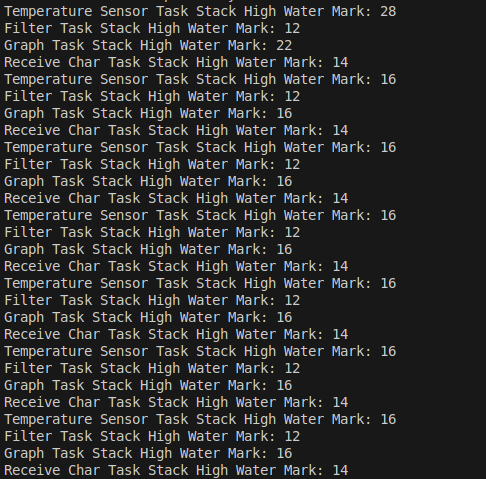 Temperature Sensor Task Stack High Water Mark: 28
Filter Task Stack High Water Mark: 12
Graph Task Stack High Water Mark: 22
Receive Char Task Stack High Water Mark: 14
Temperature Sensor Task Stack High Water Mark: 16
Filter Task Stack High Water Mark: 12
Graph Task Stack High Water Mark: 16
Receive Char Task Stack High Water Mark: 14
Temperature Sensor Task Stack High Water Mark: 16
Filter Task Stack High Water Mark: 12
Graph Task Stack High Water Mark: 16
Receive Char Task Stack High Water Mark: 14
Temperature Sensor Task Stack High Water Mark: 16
Filter Task Stack High Water Mark: 12
Graph Task Stack High Water Mark: 16
Receive Char Task Stack High Water Mark: 14
Temperature Sensor Task Stack High Water Mark: 16
Filter Task Stack High Water Mark: 12
Graph Task Stack High Water Mark: 16
Receive Char Task Stack High Water Mark: 14
Temperature Sensor Task Stack High Water Mark: 16
Filter Task Stack High Water Mark: 12
Graph Task Stack High Water Mark: 16
Receive Char Task Stack High Water Mark: 14
Temperature Sensor Task Stack High Water Mark: 16
Filter Task Stack High Water Mark: 12
Graph Task Stack High Water Mark: 16
Receive Char Task Stack High Water Mark: 14